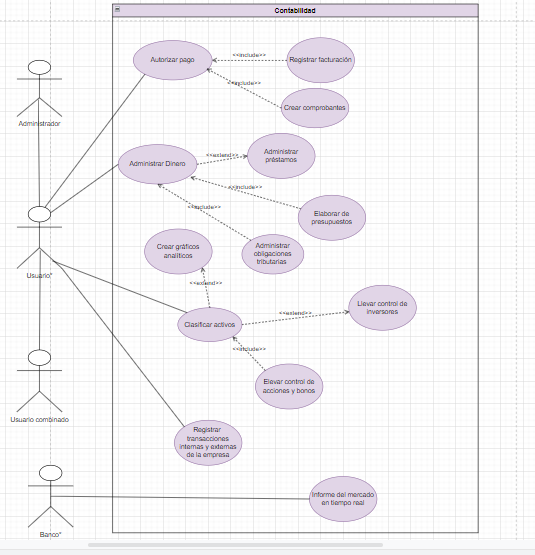 Contabilidad
Autorizar pago
<<include>>
Registrar facturación
<<include>>
Crear comprobantes
Administrador
Administrar Dinero
<<extend>>
Administrar
préstamos
<<include>>
<<include>>
Elaborar de
presupuestos
Crear gráficos
analíticos
Administrar
obligaciones
tributarias
Usuario*
<<extend>>
Clasificar activos
<<extend>>
Llevar control de
inversores
<<include>>
Elevar control de
acciones y bonos
Usuario combinado
Registrar
transacciones
internas y externas
de la empresa
Informe del mercado
en tiempo real
Banco*